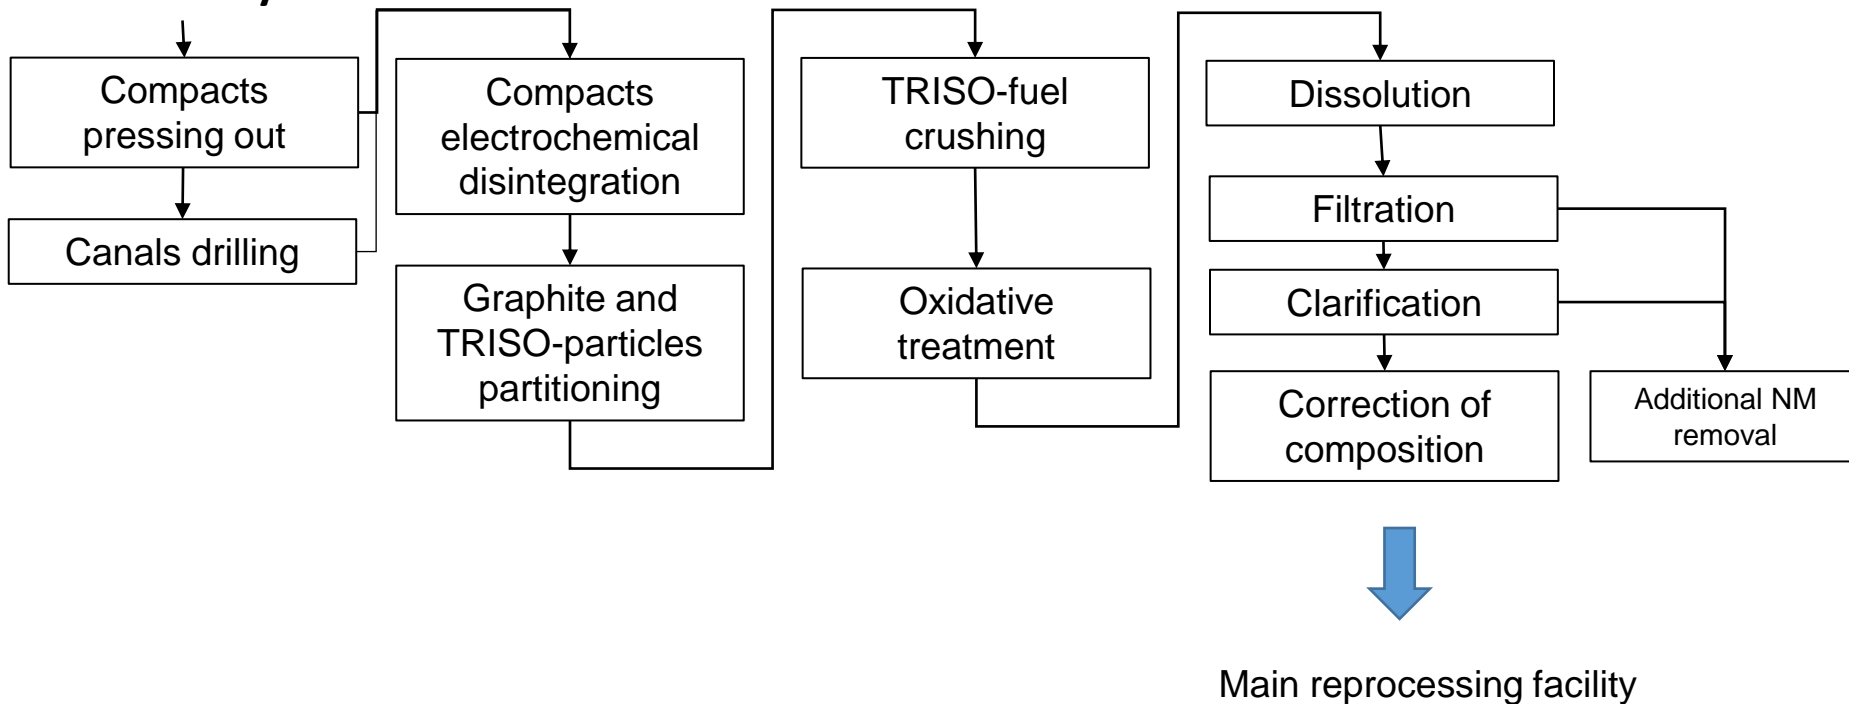 Compacts
pressing out
Canals drilling
Compacts
electrochemical
disintegration
Graphite and
TRISO-particles
partitioning
TRISO-fuel
crushing
Oxidative
treatment
Dissolution
Filtration
Clarification
Correction of
composition
Additional NM
removal
Main reprocessing facility